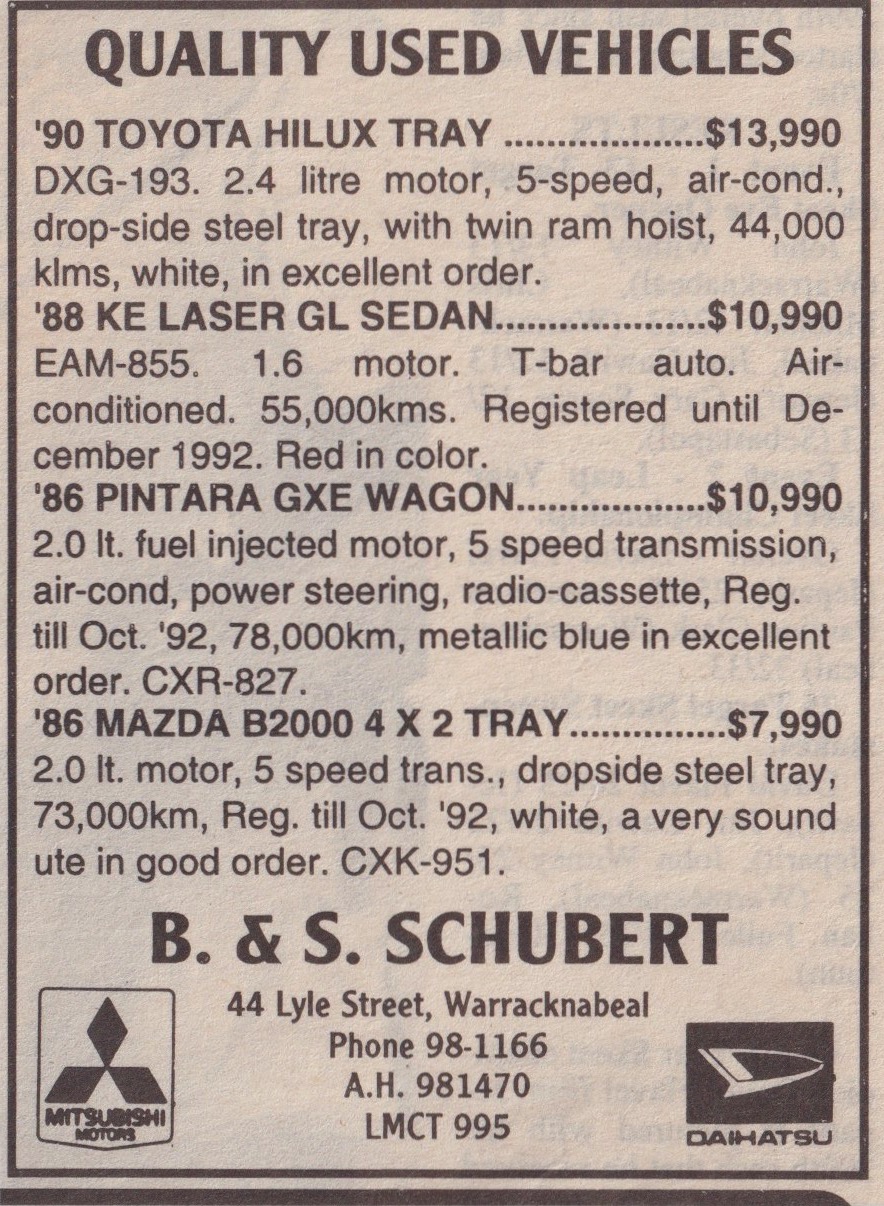 QUALITY USED VEHICLES
'90 TOYOTA HILUX TRAY ....................$13,990
DXG-193. 2.4 litre motor, 5-speed, air-cond.,
drop-side steel tray, with twin ram hoist, 44,000
klms, white, in excellent order.
'88 KE LASER GL SEDAN.....................$10,990
EAM-855. 1.6 motor. T-bar auto. Air-
conditioned. 55,000kms. Registered until De-
cember 1992. Red in color.
'86 PINTARA GXE WAGON...................$10,990
2.0 lt. fuel injected motor, 5 speed transmission,
air-cond, power steering, radio-cassette, Reg.
till Oct. '92, 78,000km, metallic blue in excellent
order. CXR-827.
'86 MAZDA B2000 4 X 2 TRAY...............$7,990
2.0 lt. motor, 5 speed trans., dropside steel tray,
73,000km, Reg. till Oct. '92, white, a very sound
ute in good order. CXK-951.
B. & S. SCHUBERT
44 Lyle Street, Warracknabeal
Phone 98-1166
A.H. 981470
LMCT 995
MITSUBISHI
MOTORS
DAIHATSU